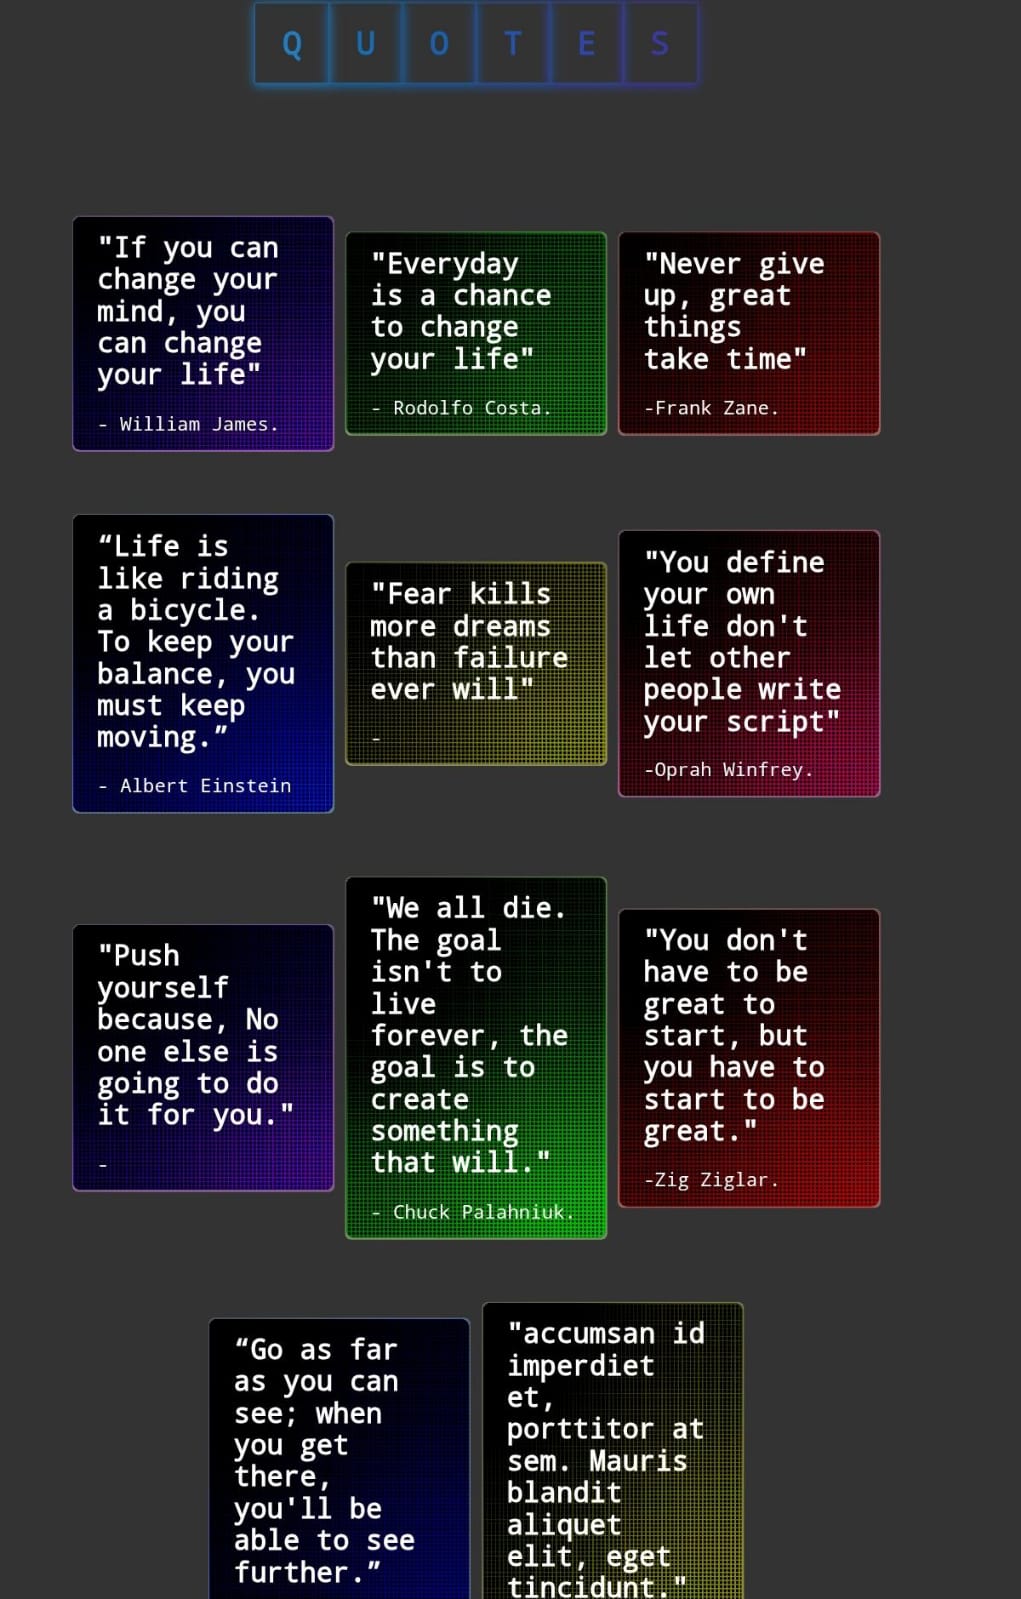 QUOTES
"If you can
change your
mind, you
can change
your life"
- William James.
"Everyday
is a chance
to change
your life"
- Rodolfo Costa.
"Never give
up, great
things
take time"
-Frank Zane.
“Life is
like riding
a bicycle.
To keep your
balance, you
must keep
moving.”
- Albert Einstein
"Fear kills
more dreams
than failure
ever will"
-
"You define
your own
life don't
let other
people write
your script"
-Oprah Winfrey.
"Push
yourself
because, No
one else is
going to do
it for you."
-
"We all die.
The goal
isn't to
live
forever, the
goal is to
create
something
that will."
- Chuck Palahniuk.
"You don't
have to be
great to
start, but
you have to
start to be
great."
-Zig Ziglar.
“Go as far
as you can
see; when
you get
there,
you'll be
able to see
further.”
"accumsan id
imperdiet
et,
porttitor at
sem. Mauris
blandit
aliquet
elit, eget
tincidunt."